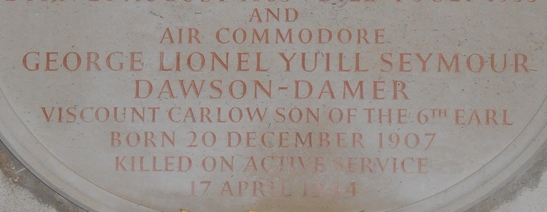 AND
AIR COMMODORE
GEORGE LIONEL YUILL SEYMOUR
DAWSON-DAMER
VISCOUNT CARLOW SON OF THE 6TH EARL
BORN 20 DECEMBER 1907
KILLED ON ACTIVE SERVICE
17 APRIL 1944